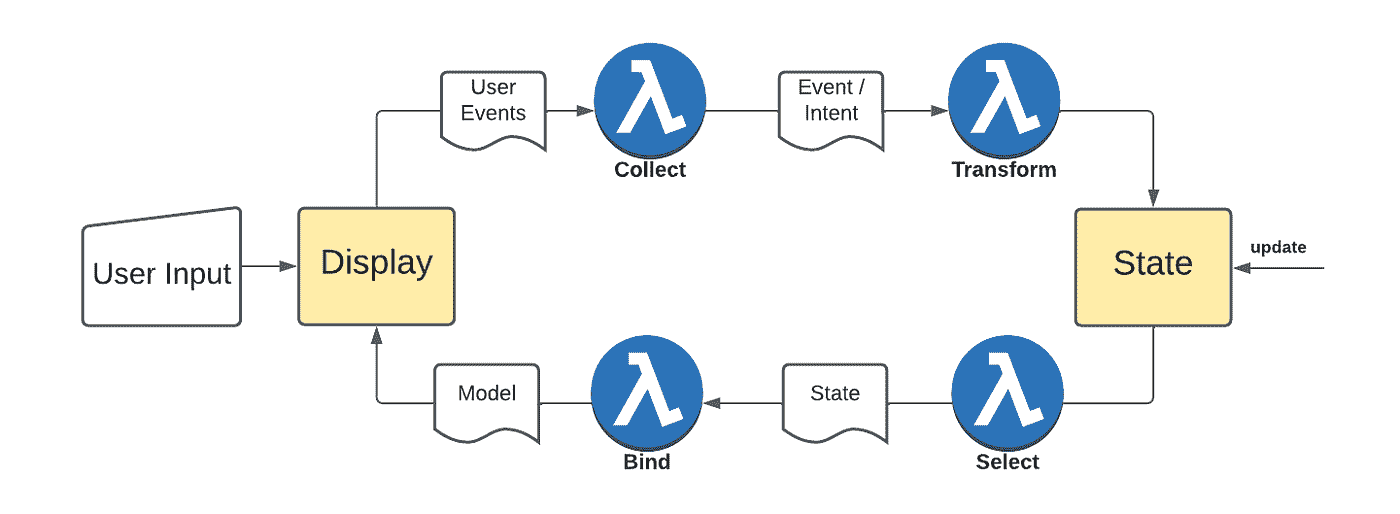 User
Events
Event /
Intent
λ
λ
Collect
Transform
User Input
Display
State
update
Model
State
λ
λ
Bind
Select